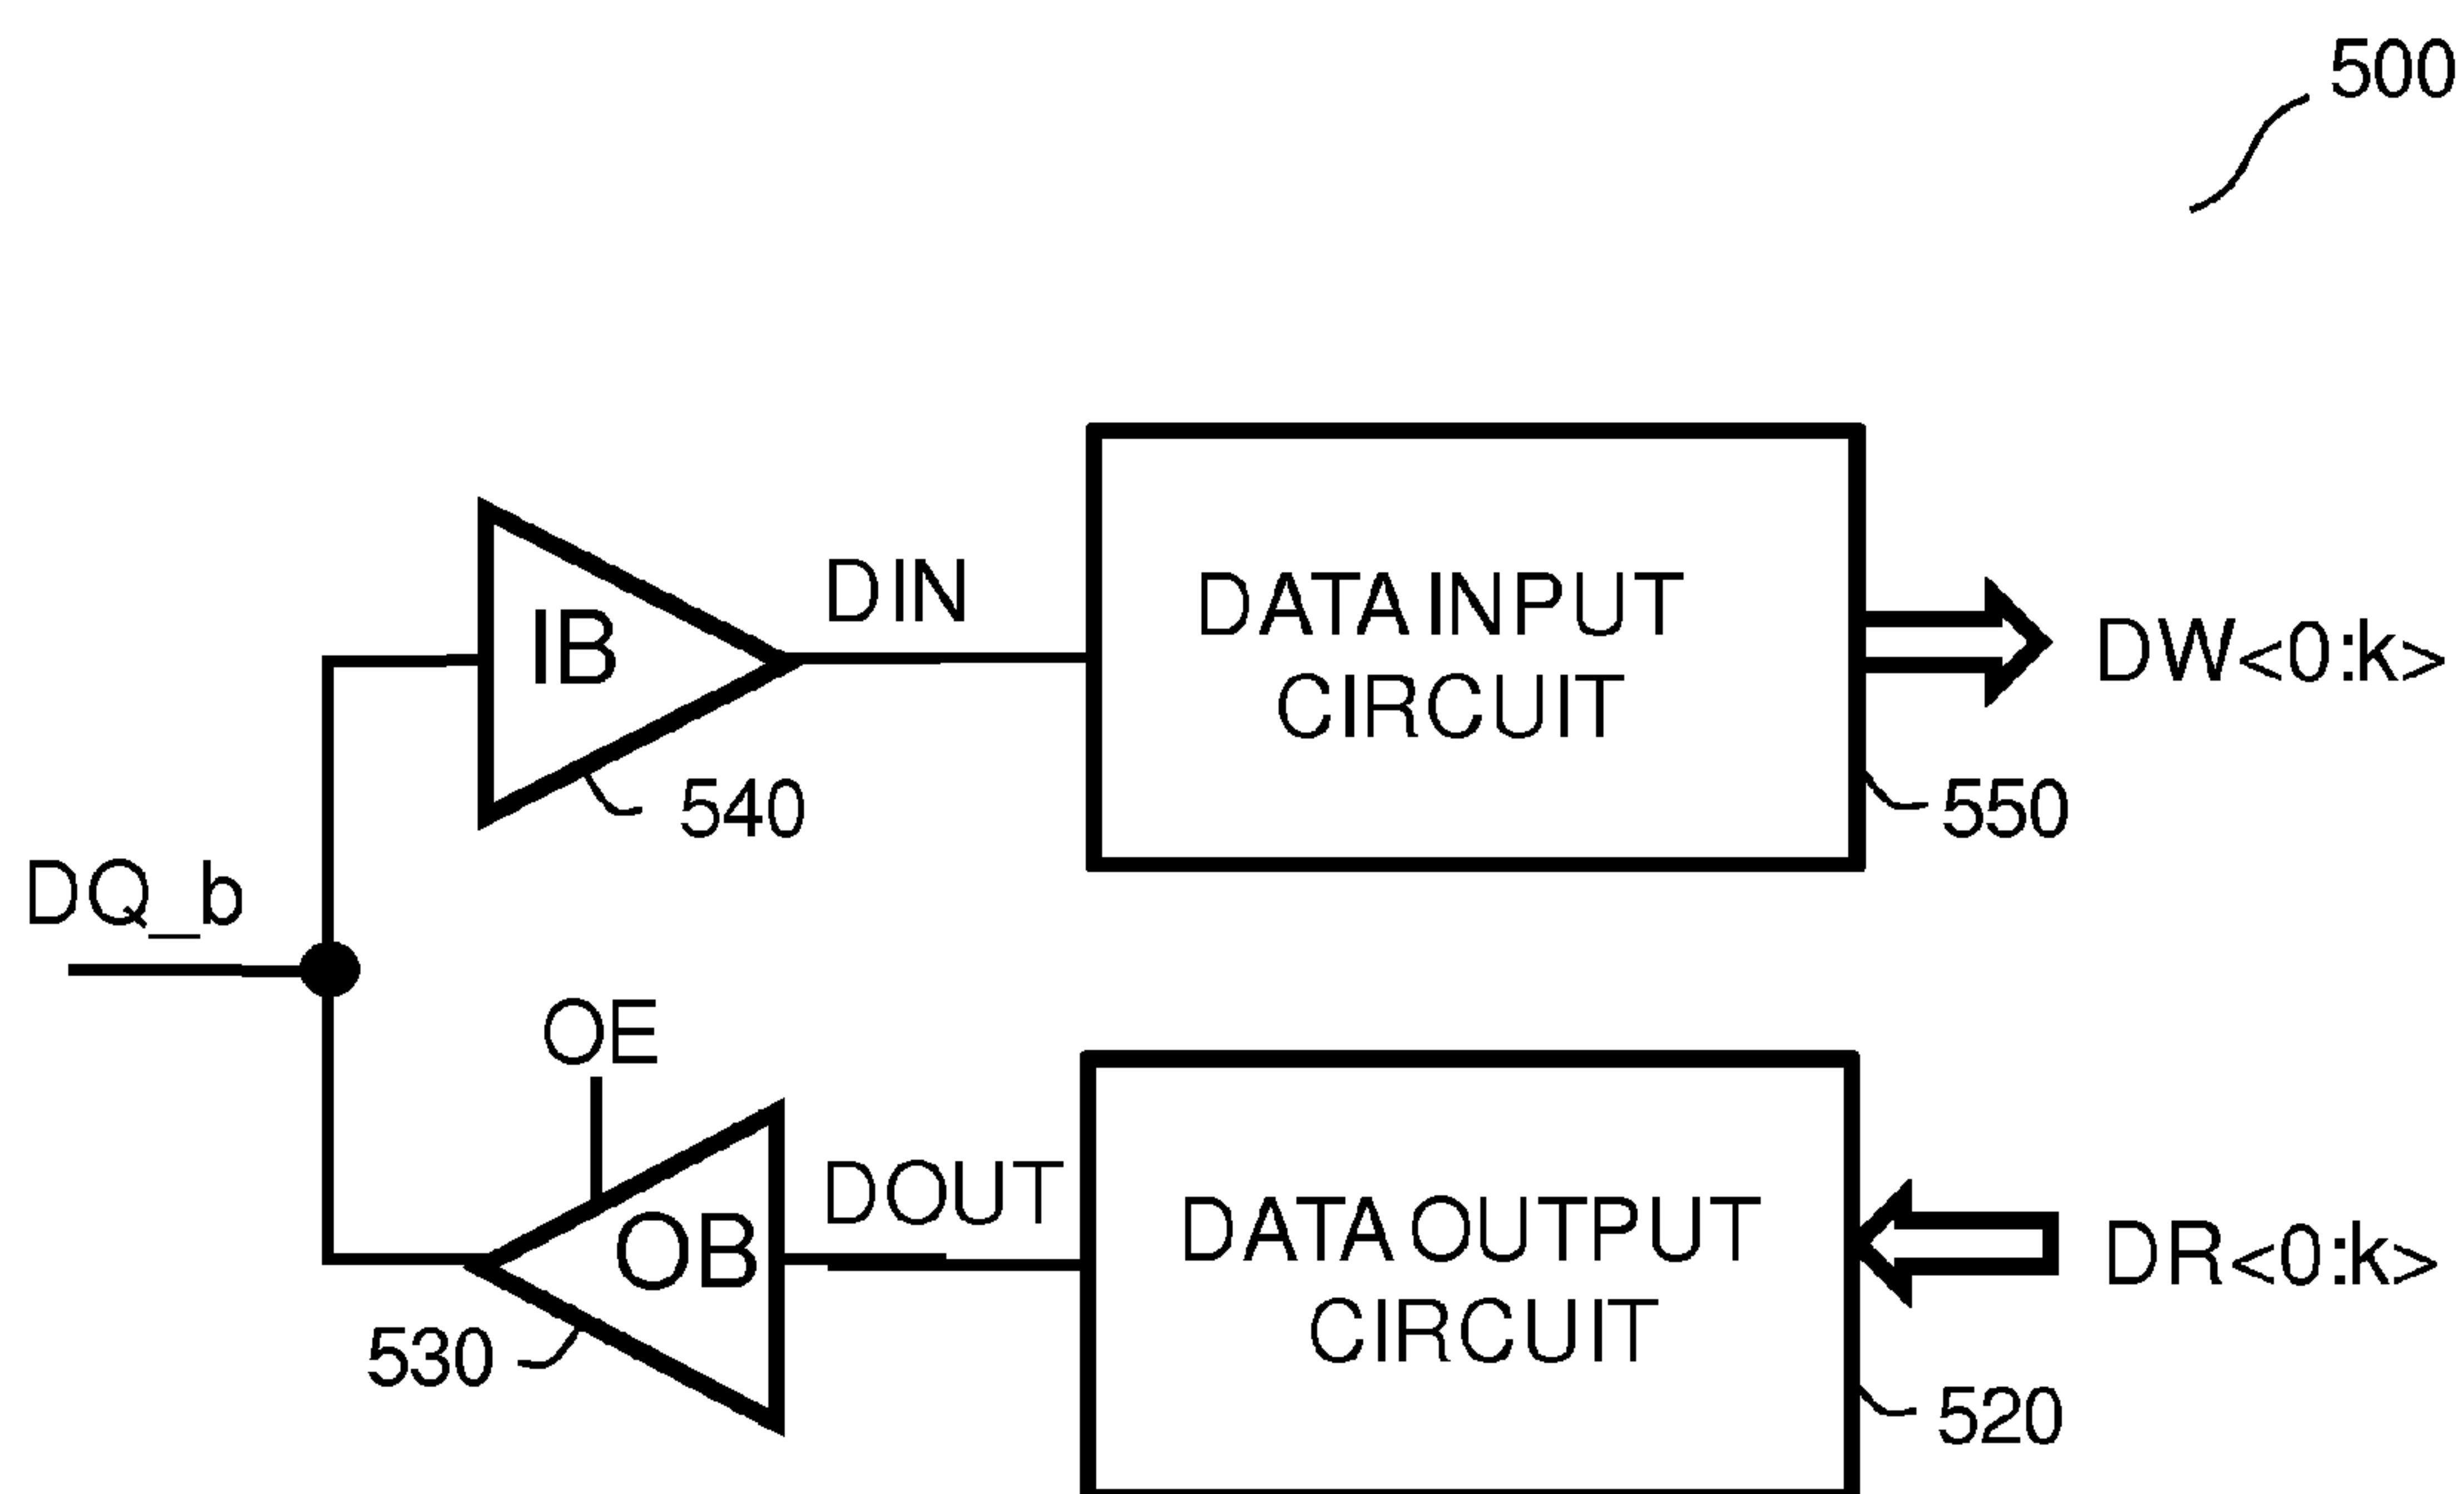 500
DIN
IB
DATA INPUT
CIRCUIT
DW<0:k>
540
550
DQ_b
OE
DOUT
OB
DATA OUTPUT
CIRCUIT
DR<0:k>
530
520